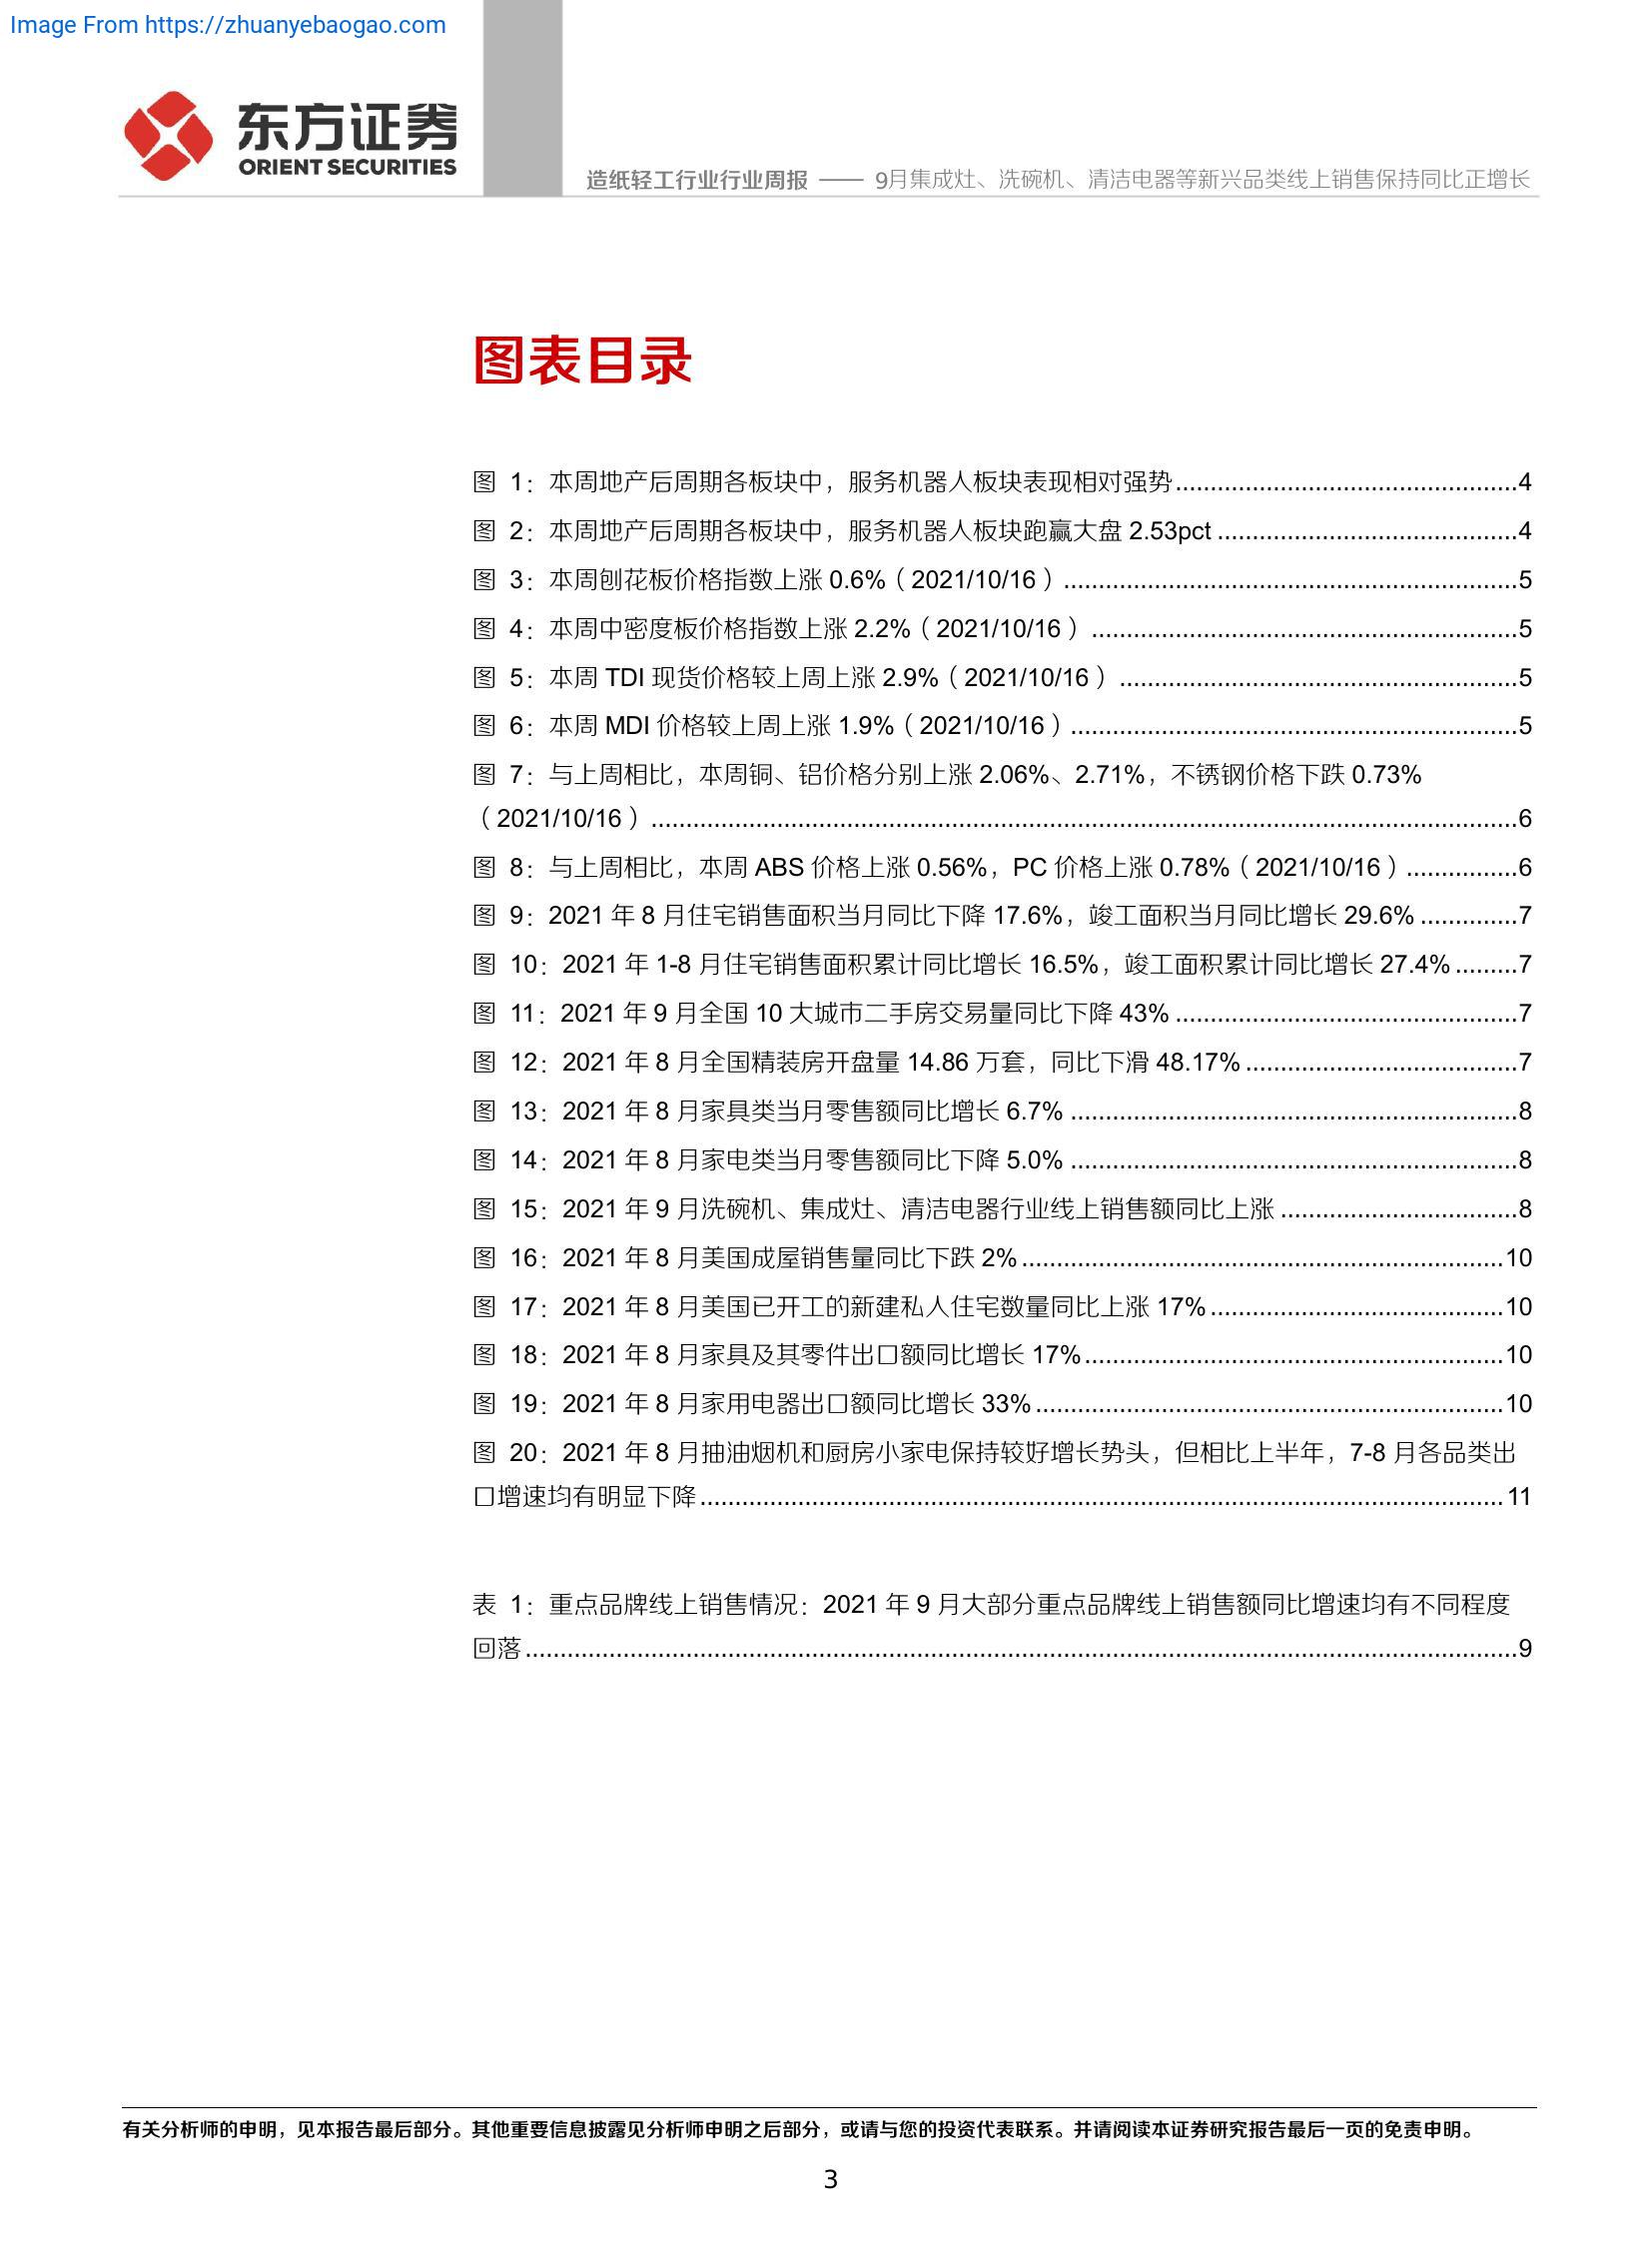 Image From https://zhuanyebaogao.com
东方证券
ORIENT SECURITIES
造纸轻工行业行业周报 —— 9月集成灶、洗碗机、清洁电器等新兴品类线上销售保持同比正增长
图表目录
图 1：本周地产后周期各板块中，服务机器人板块表现相对强势.................................................4
图 2：本周地产后周期各板块中，服务机器人板块跑赢大盘 2.53pct ...........................................4
图 3：本周刨花板价格指数上涨 0.6%（2021/10/16）.................................................................5
图 4：本周中密度板价格指数上涨 2.2%（2021/10/16）.............................................................5
图 5：本周 TDI 现货价格较上周上涨 2.9%（2021/10/16）.........................................................5
图 6：本周 MDI 价格较上周上涨 1.9%（2021/10/16）................................................................5
图 7：与上周相比，本周铜、铝价格分别上涨 2.06%、2.71%，不锈钢价格下跌 0.73%
（2021/10/16）............................................................................................................................6
图 8：与上周相比，本周 ABS 价格上涨 0.56%，PC 价格上涨 0.78%（2021/10/16）................6
图 9：2021 年 8 月住宅销售面积当月同比下降 17.6%，竣工面积当月同比增长 29.6% ..............7
图 10：2021 年 1-8 月住宅销售面积累计同比增长 16.5%，竣工面积累计同比增长 27.4% .........7
图 11：2021 年 9 月全国 10 大城市二手房交易量同比下降 43% .................................................7
图 12：2021 年 8 月全国精装房开盘量 14.86 万套，同比下滑 48.17% .......................................7
图 13：2021 年 8 月家具类当月零售额同比增长 6.7% ................................................................8
图 14：2021 年 8 月家电类当月零售额同比下降 5.0% ................................................................8
图 15：2021 年 9 月洗碗机、集成灶、清洁电器行业线上销售额同比上涨 ..................................8
图 16：2021 年 8 月美国成屋销售量同比下跌 2% .....................................................................10
图 17：2021 年 8 月美国已开工的新建私人住宅数量同比上涨 17% ..........................................10
图 18：2021 年 8 月家具及其零件出口额同比增长 17%............................................................10
图 19：2021 年 8 月家用电器出口额同比增长 33% ...................................................................10
图 20：2021 年 8 月抽油烟机和厨房小家电保持较好增长势头，但相比上半年，7-8 月各品类出
口增速均有明显下降 ...................................................................................................................11
表 1：重点品牌线上销售情况：2021 年 9 月大部分重点品牌线上销售额同比增速均有不同程度
回落 ..............................................................................................................................................9
有关分析师的申明，见本报告最后部分。其他重要信息披露见分析师申明之后部分，或请与您的投资代表联系。并请阅读本证券研究报告最后一页的免责申明。
3